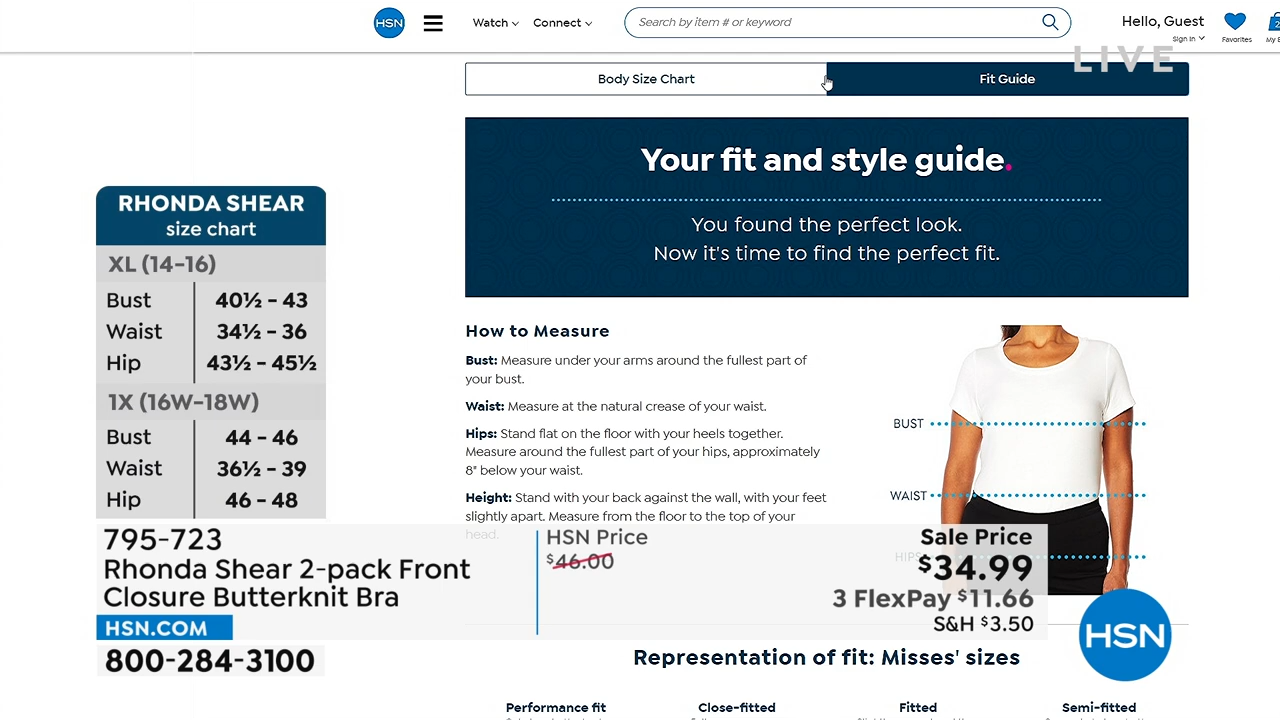 HSN
Watch
Connect
Search by item # or keyword
Hello, Guest
Sign In
Favorites
LIVE
Body Size Chart
Fit Guide
Your fit and style guide.
You found the perfect look.
Now it's time to find the perfect fit.
RHONDA SHEAR
size chart
XL (14-16)
Bust 40½ - 43
Waist 34½ - 36
Hip 43½ - 45½
1X (16W-18W)
Bust 44 - 46
Waist 36½ - 39
Hip 46 - 48
How to Measure
Bust: Measure under your arms around the fullest part of
your bust.
Waist: Measure at the natural crease of your waist.
Hips: Stand flat on the floor with your heels together.
Measure around the fullest part of your hips, approximately
8" below your waist.
Height: Stand with your back against the wall, with your feet
slightly apart. Measure from the floor to the top of your
head.
BUST
WAIST
HIPS
795-723
Rhonda Shear 2-pack Front
Closure Butterknit Bra
HSN.COM
800-284-3100
HSN Price
$46.00
Sale Price
$34.99
3 FlexPay $11.66
S&H $3.50
HSN
Representation of fit: Misses' sizes
Performance fit
Close-fitted
Fitted
Semi-fitted